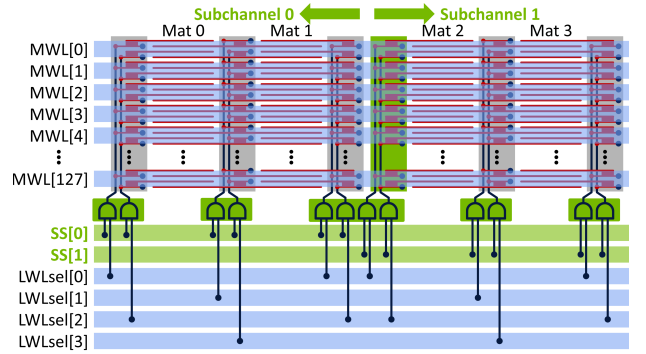 Subchannel 0 Subchannel 1
Mat 0 Mat 1 Mat 2 Mat 3
MWL[0]
MWL[1]
MWL[2]
MWL[3]
MWL[4]
MWL[127]
SS[0]
SS[1]
LWLsel[0]
LWLsel[1]
LWLsel[2]
LWLsel[3]